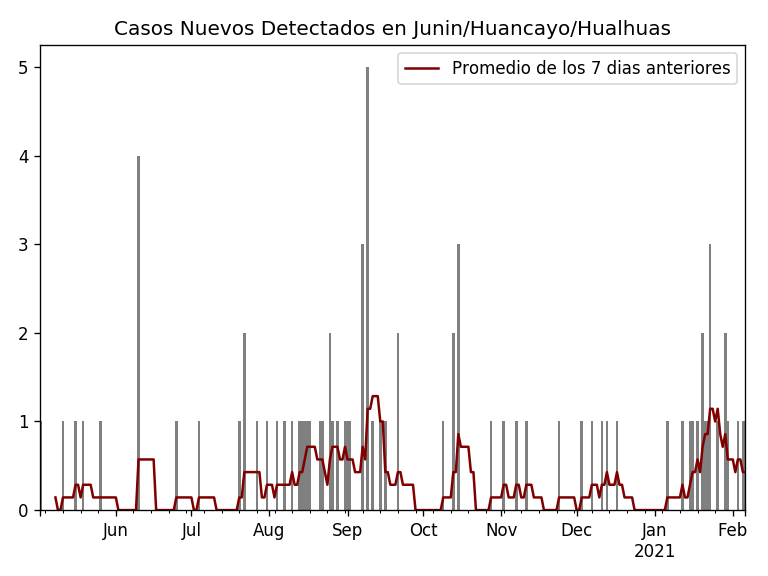 Casos Nuevos Detectados en Junin/Huancayo/Hualhuas
Promedio de los 7 dias anteriores
5
4
3
2
1
0
Jun Jul Aug Sep Oct Nov Dec Jan Feb
2021